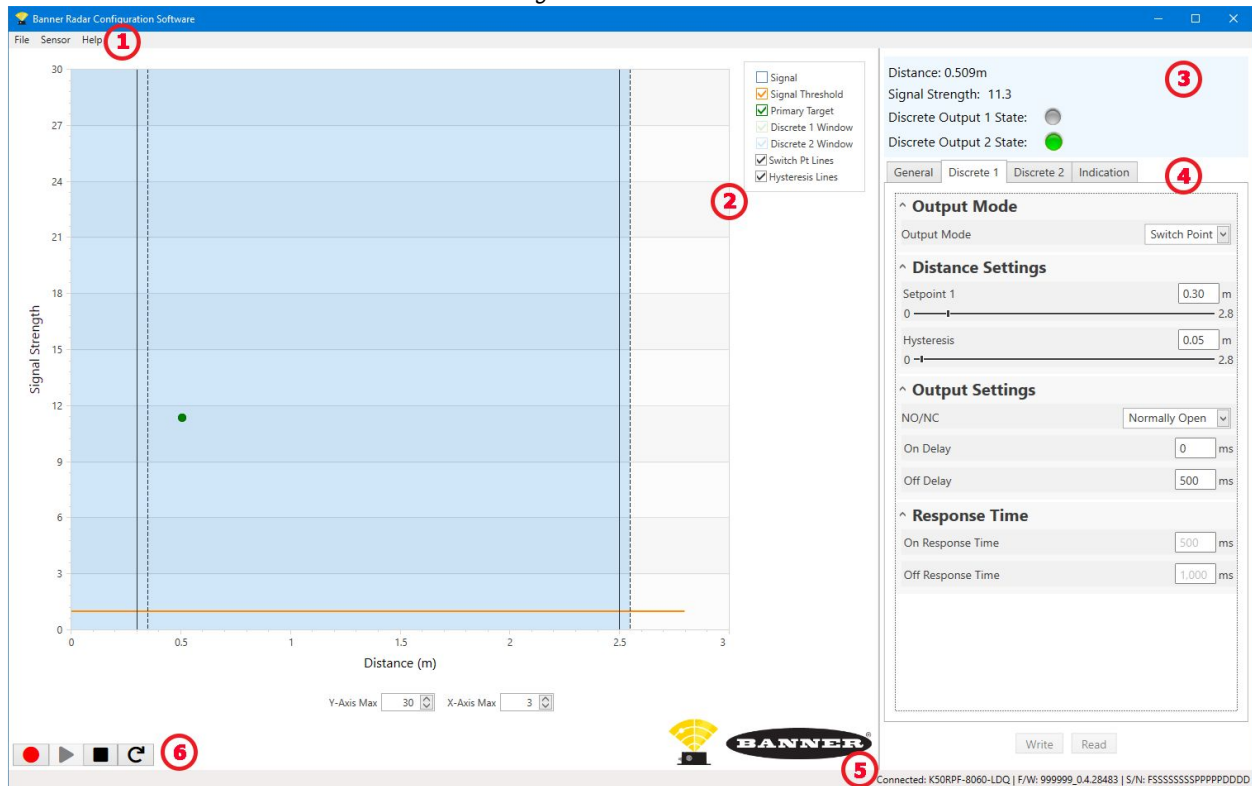 Banner Radar Configuration Software
File Sensor Help
1
30
27
24
21
18
15
12
9
6
3
0
Signal Strength
0 0.5 1 1.5 2 2.5 3
Distance (m)
Y-Axis Max 30 X-Axis Max 3
Signal
Signal Threshold
Primary Target
Discrete 1 Window
Discrete 2 Window
Switch Pt Lines
Hysteresis Lines
2
Distance: 0.509m
Signal Strength: 11.3
Discrete Output 1 State:
Discrete Output 2 State:
3
General Discrete 1 Discrete 2 Indication
4
^ Output Mode
Output Mode Switch Point
^ Distance Settings
Setpoint 1 0.30 m
0 2.8
Hysteresis 0.05 m
0 2.8
^ Output Settings
NO/NC Normally Open
On Delay 0 ms
Off Delay 500 ms
^ Response Time
On Response Time 500 ms
Off Response Time 1,000 ms
Write Read
6
BANNER®
5
Connected: K50RPF-8060-LDQ | F/W: 999999_0.4.28483 | S/N: FSSSSSSSSPPPPPDDDD